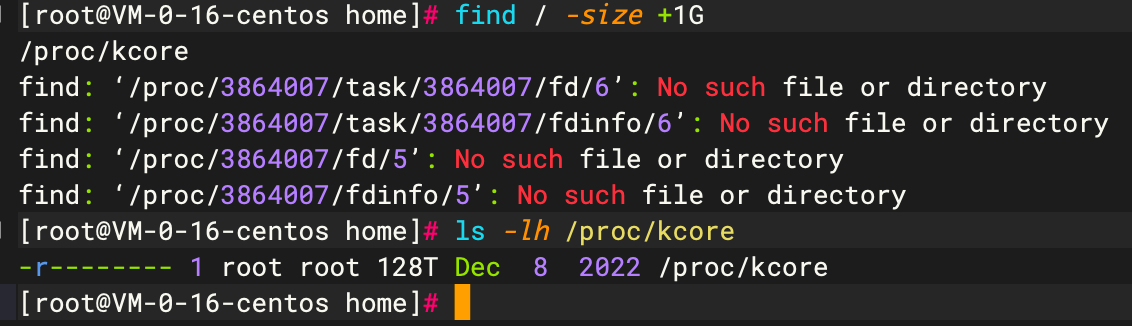 [root@VM-0-16-centos home]# find / -size +1G
/proc/kcore
find: ‘/proc/3864007/task/3864007/fd/6’: No such file or directory
find: ‘/proc/3864007/task/3864007/fdinfo/6’: No such file or directory
find: ‘/proc/3864007/fd/5’: No such file or directory
find: ‘/proc/3864007/fdinfo/5’: No such file or directory
[root@VM-0-16-centos home]# ls -lh /proc/kcore
-r-------- 1 root root 128T Dec  8  2022 /proc/kcore
[root@VM-0-16-centos home]#